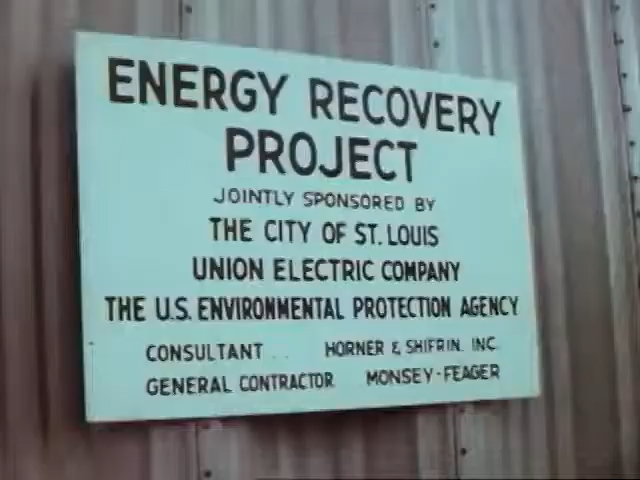 ENERGY RECOVERY
PROJECT
JOINTLY SPONSORED BY
THE CITY OF ST. LOUIS
UNION ELECTRIC COMPANY
THE U.S. ENVIRONMENTAL PROTECTION AGENCY
CONSULTANT . . HORNER & SHIFRIN. INC.
GENERAL CONTRACTOR MONSEY-FEAGER